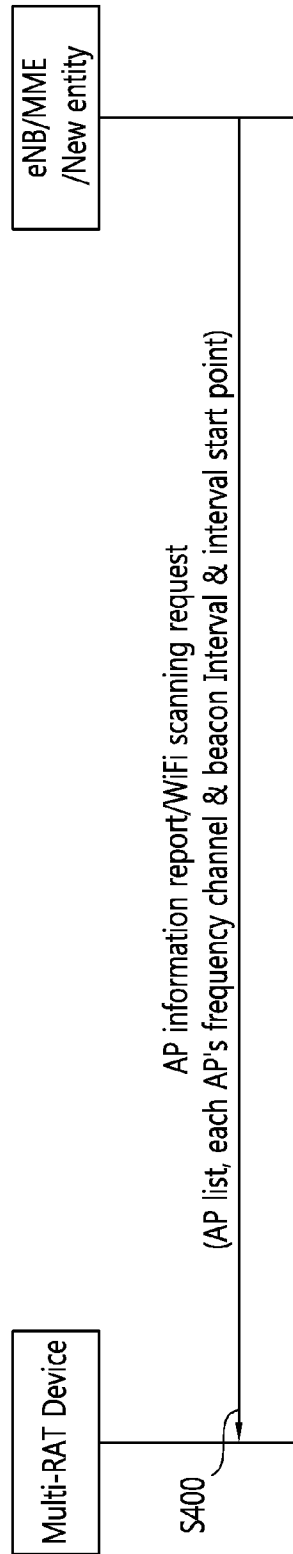 Multi-RAT Device
eNB/MME
/New entity
AP information report/WiFi scanning request
(AP list, each AP's frequency channel & beacon Interval & interval start point)
S400